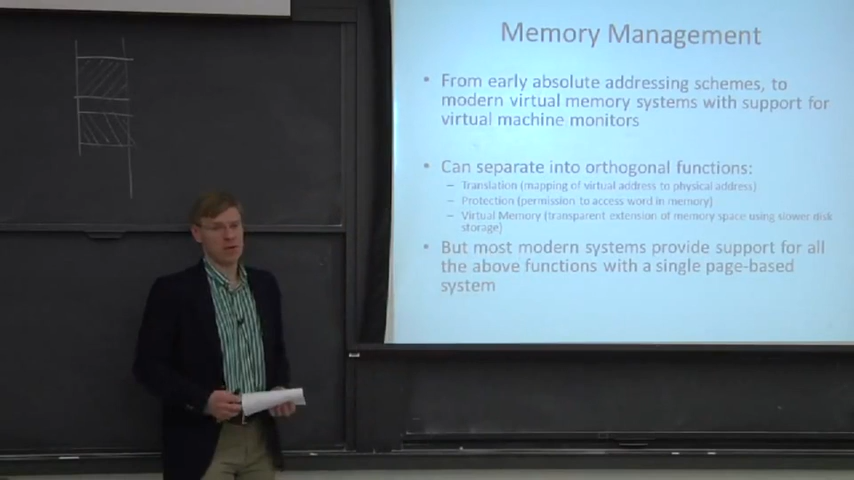 Memory Management
• From early absolute addressing schemes, to
modern virtual memory systems with support for
virtual machine monitors
• Can separate into orthogonal functions:
– Translation (mapping of virtual address to physical address)
– Protection (permission to access word in memory)
– Virtual Memory (transparent extension of memory space using slower disk
storage)
• But most modern systems provide support for all
the above functions with a single page-based
system